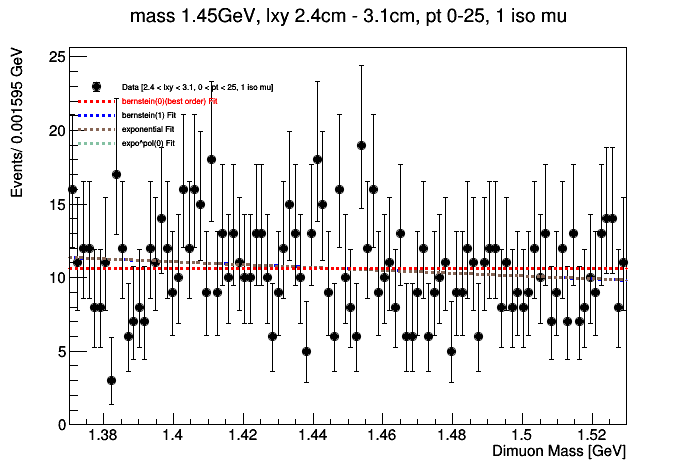 mass 1.45GeV, lxy 2.4cm - 3.1cm, pt 0-25, 1 iso mu
Events/ 0.001595 GeV
25
20
15
10
5
0
Data [2.4 < lxy < 3.1, 0 < pt < 25, 1 iso mu]
bernstein(0)(best order) Fit
bernstein(1) Fit
exponential Fit
expo*pol(0) Fit
1.38 1.4 1.42 1.44 1.46 1.48 1.5 1.52
Dimuon Mass [GeV]